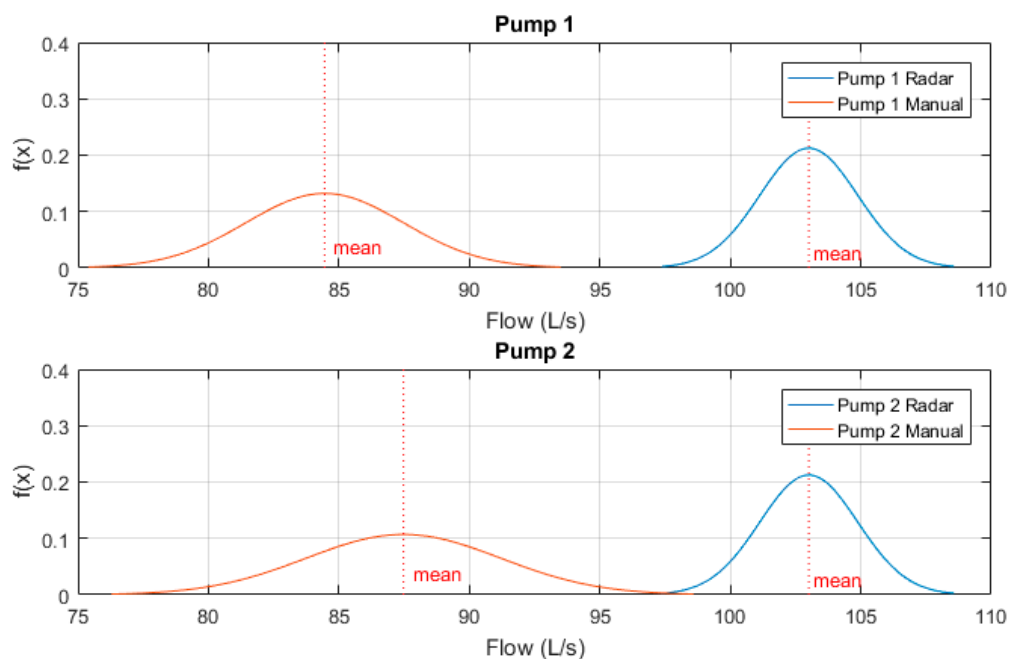 Pump 1
0.4
0.3
0.2
0.1
0
f(x)
Pump 1 Radar
Pump 1 Manual
mean
mean
75 80 85 90 95 100 105 110
Flow (L/s)
Pump 2
0.4
0.3
0.2
0.1
0
f(x)
Pump 2 Radar
Pump 2 Manual
mean
mean
75 80 85 90 95 100 105 110
Flow (L/s)